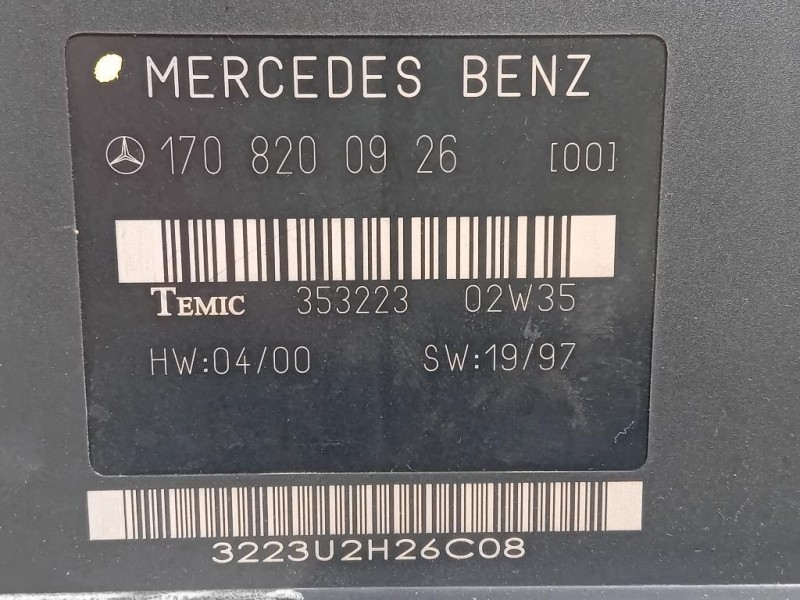 MERCEDES BENZ
170 820 09 26 [00]
TEMIC 353223 02W35
HW:04/00 SW:19/97
3223U2H26C08